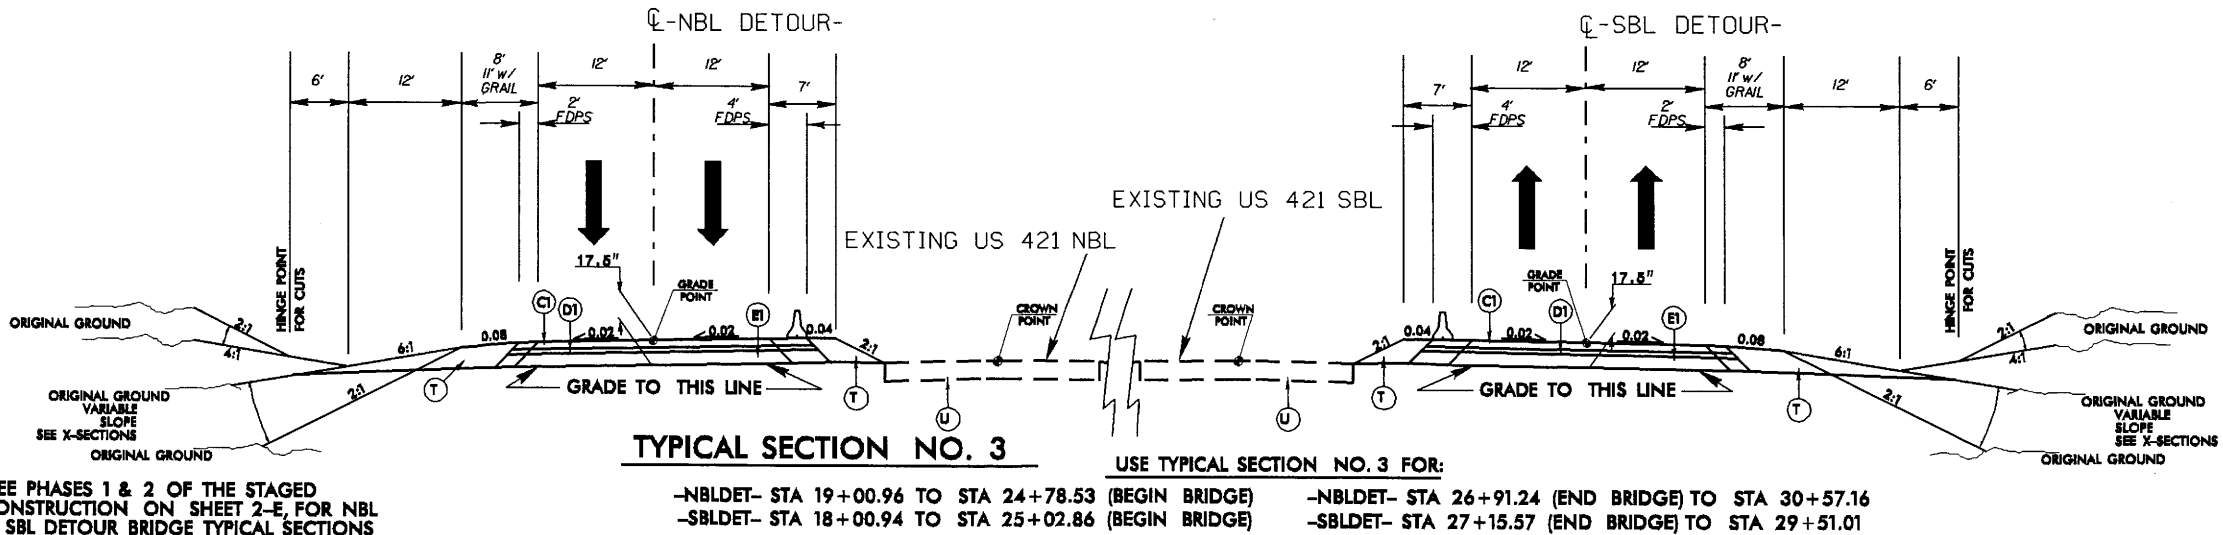 ℄-NBL DETOUR-
℄-SBL DETOUR-
6' 12' 8' 12' 12' 7'
11' w/
GRAIL
2'
FDPS
4'
FDPS
7' 12' 12' 8' 12' 6'
11' w/
GRAIL
4'
FDPS
2'
FDPS
EXISTING US 421 SBL
EXISTING US 421 NBL
17.5"
GRADE
POINT
GRADE
POINT
17.5"
HINGE POINT
FOR CUTS
HINGE POINT
FOR CUTS
CROWN
POINT
CROWN
POINT
ORIGINAL GROUND
2:1
4:1
6:1
0.08
C1
D1
0.02
0.02
E1
0.04
2:1
2:1
0.04
C1
0.02
D1
0.02
E1
0.08
6:1
2:1
4:1
ORIGINAL GROUND
2:1
T
GRADE TO THIS LINE
T
U
U
T
GRADE TO THIS LINE
T
2:1
ORIGINAL GROUND
VARIABLE
SLOPE
SEE X-SECTIONS
ORIGINAL GROUND
ORIGINAL GROUND
VARIABLE
SLOPE
SEE X-SECTIONS
ORIGINAL GROUND
TYPICAL SECTION NO. 3
USE TYPICAL SECTION NO. 3 FOR:
EE PHASES 1 & 2 OF THE STAGED
ONSTRUCTION ON SHEET 2-E, FOR NBL
SBL DETOUR BRIDGE TYPICAL SECTIONS
-NBLDET- STA 19+00.96 TO STA 24+78.53 (BEGIN BRIDGE) -NBLDET- STA 26+91.24 (END BRIDGE) TO STA 30+57.16
-SBLDET- STA 18+00.94 TO STA 25+02.86 (BEGIN BRIDGE) -SBLDET- STA 27+15.57 (END BRIDGE) TO STA 29+51.01